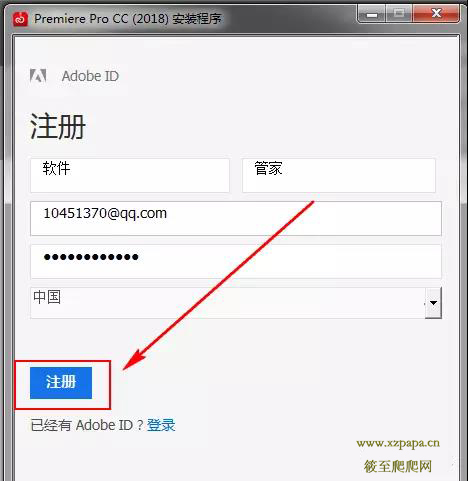 Premiere Pro CC (2018) 安装程序
Adobe ID
注册
软件 管家
10451370@qq.com
●●●●●●●●●●●●
中国
注册
已经有 Adobe ID？登录
www.xzpapa.cn
筱至爬爬网